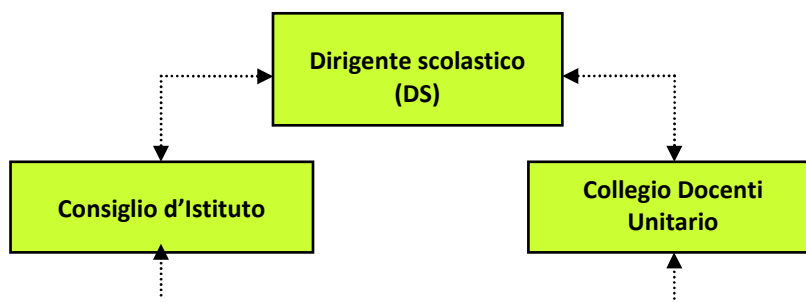 Dirigente scolastico
(DS)
Consiglio d’Istituto
Collegio Docenti
Unitario